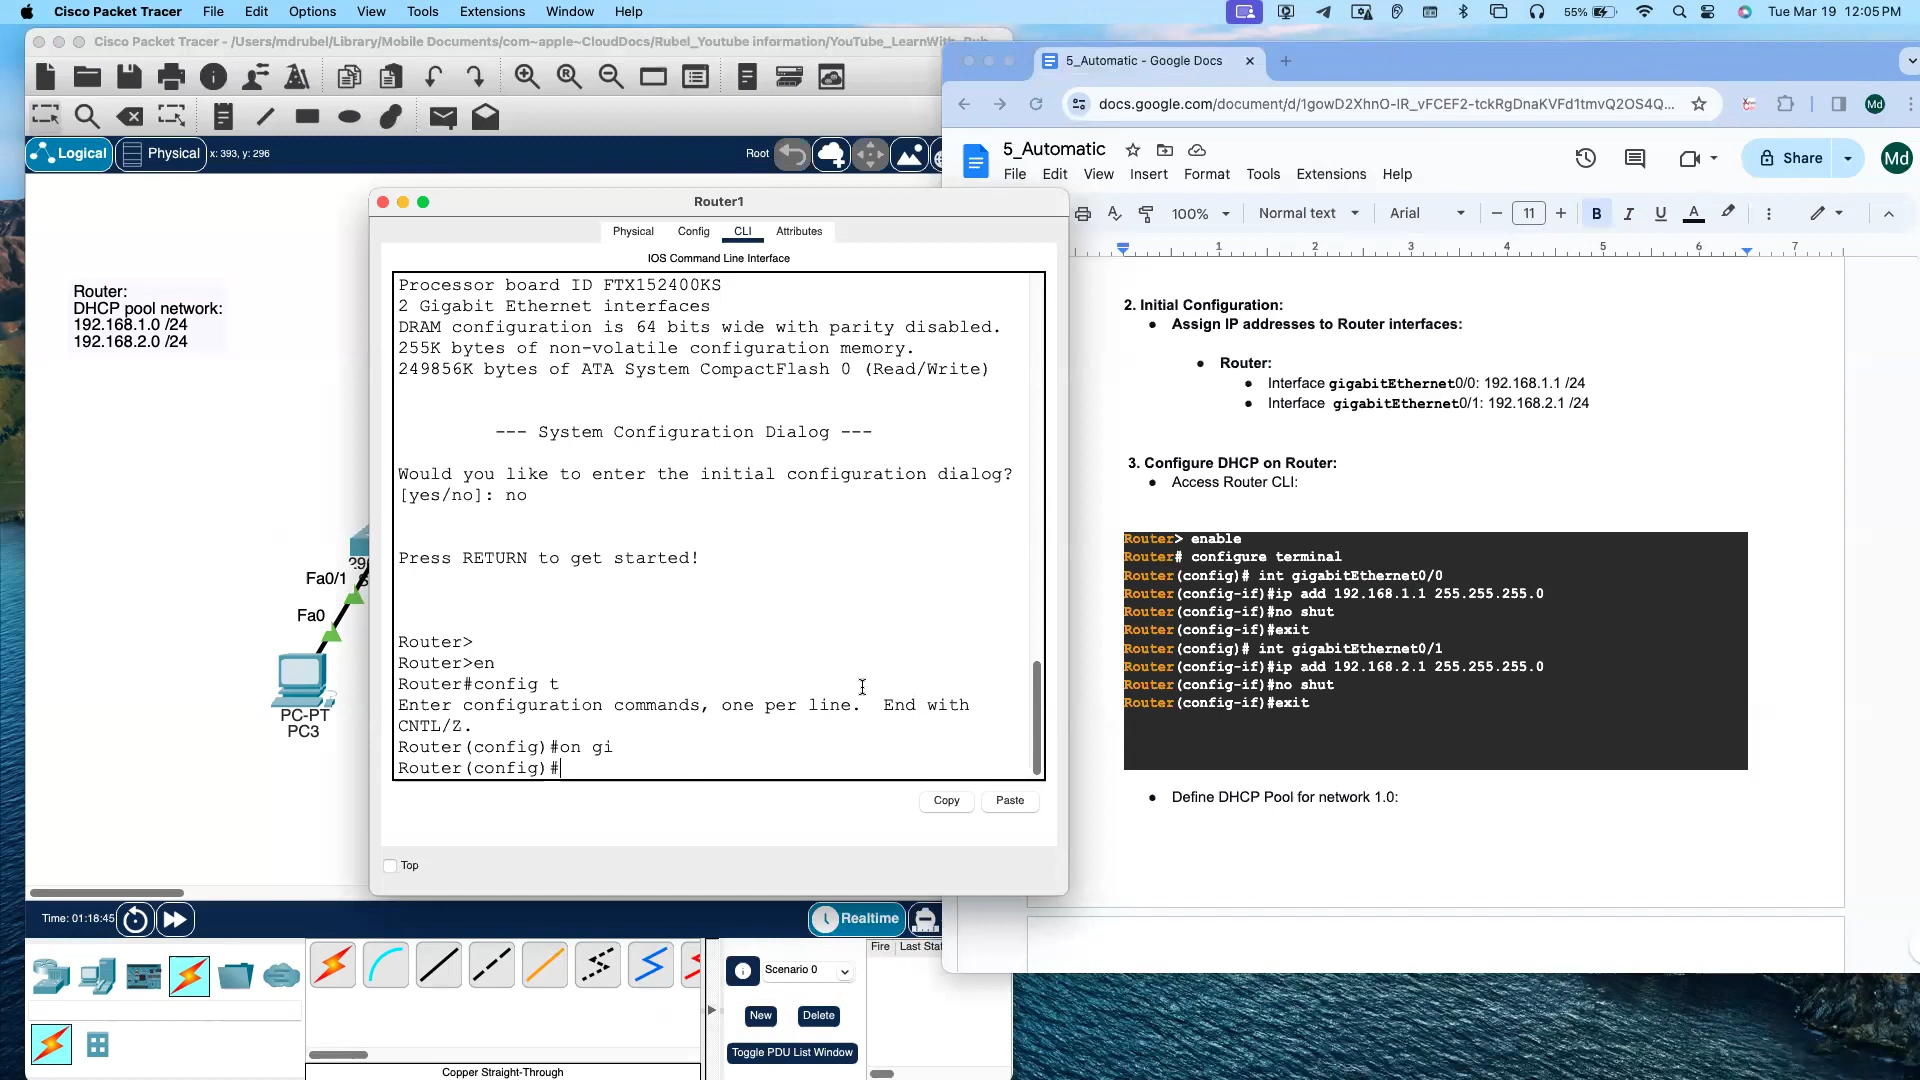 Cisco Packet Tracer File Edit Options View Tools Extensions Window Help
55% Tue Mar 19 12:05 PM
Cisco Packet Tracer - /Users/mdrubel/Library/Mobile Documents/com~apple~CloudDocs/Rubel_Youtube information/YouTube_LearnWith_Rub
Logical Physical x: 393, y: 296 Root
Router:
DHCP pool network:
192.168.1.0 /24
192.168.2.0 /24
Fa0/1
Fa0
PC-PT
PC3
Router1
Physical Config CLI Attributes
IOS Command Line Interface
Processor board ID FTX152400KS
2 Gigabit Ethernet interfaces
DRAM configuration is 64 bits wide with parity disabled.
255K bytes of non-volatile configuration memory.
249856K bytes of ATA System CompactFlash 0 (Read/Write)
--- System Configuration Dialog ---
Would you like to enter the initial configuration dialog?
[yes/no]: no
Press RETURN to get started!
Router>
Router>en
Router#config t
Enter configuration commands, one per line. End with
CNTL/Z.
Router(config)#on gi
Router(config)#
Copy Paste
Top
Time: 01:18:45 Realtime
Fire Last Stat
Scenario 0
New Delete
Toggle PDU List Window
Copper Straight-Through
5_Automatic - Google Docs
docs.google.com/document/d/1gowD2XhnO-IR_vFCEF2-tckRgDnaKVFd1tmvQ2OS4Q...
Md
5_Automatic
Share Md
File Edit View Insert Format Tools Extensions Help
100% Normal text Arial 11 B I U A
1 2 3 4 5 6 7
2. Initial Configuration:
● Assign IP addresses to Router interfaces:
● Router:
● Interface gigabitEthernet0/0: 192.168.1.1 /24
● Interface gigabitEthernet0/1: 192.168.2.1 /24
3. Configure DHCP on Router:
● Access Router CLI:
Router> enable
Router# configure terminal
Router(config)# int gigabitEthernet0/0
Router(config-if)#ip add 192.168.1.1 255.255.255.0
Router(config-if)#no shut
Router(config-if)#exit
Router(config)# int gigabitEthernet0/1
Router(config-if)#ip add 192.168.2.1 255.255.255.0
Router(config-if)#no shut
Router(config-if)#exit
● Define DHCP Pool for network 1.0: